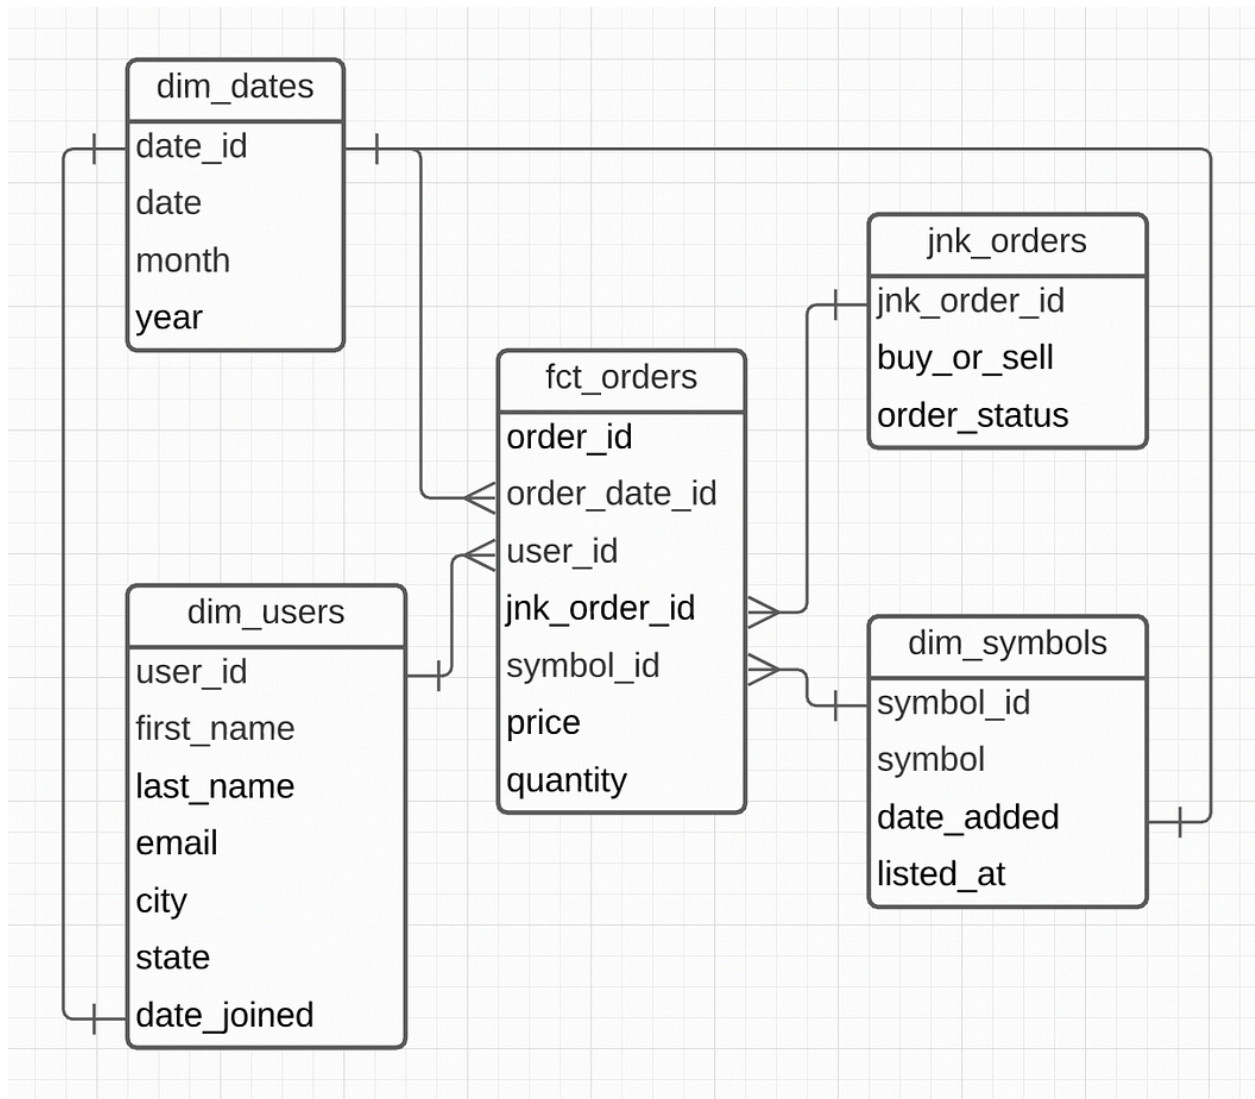 dim_dates
date_id
date
month
year
jnk_orders
jnk_order_id
buy_or_sell
order_status
fct_orders
order_id
order_date_id
user_id
jnk_order_id
symbol_id
price
quantity
dim_users
user_id
first_name
last_name
email
city
state
date_joined
dim_symbols
symbol_id
symbol
date_added
listed_at